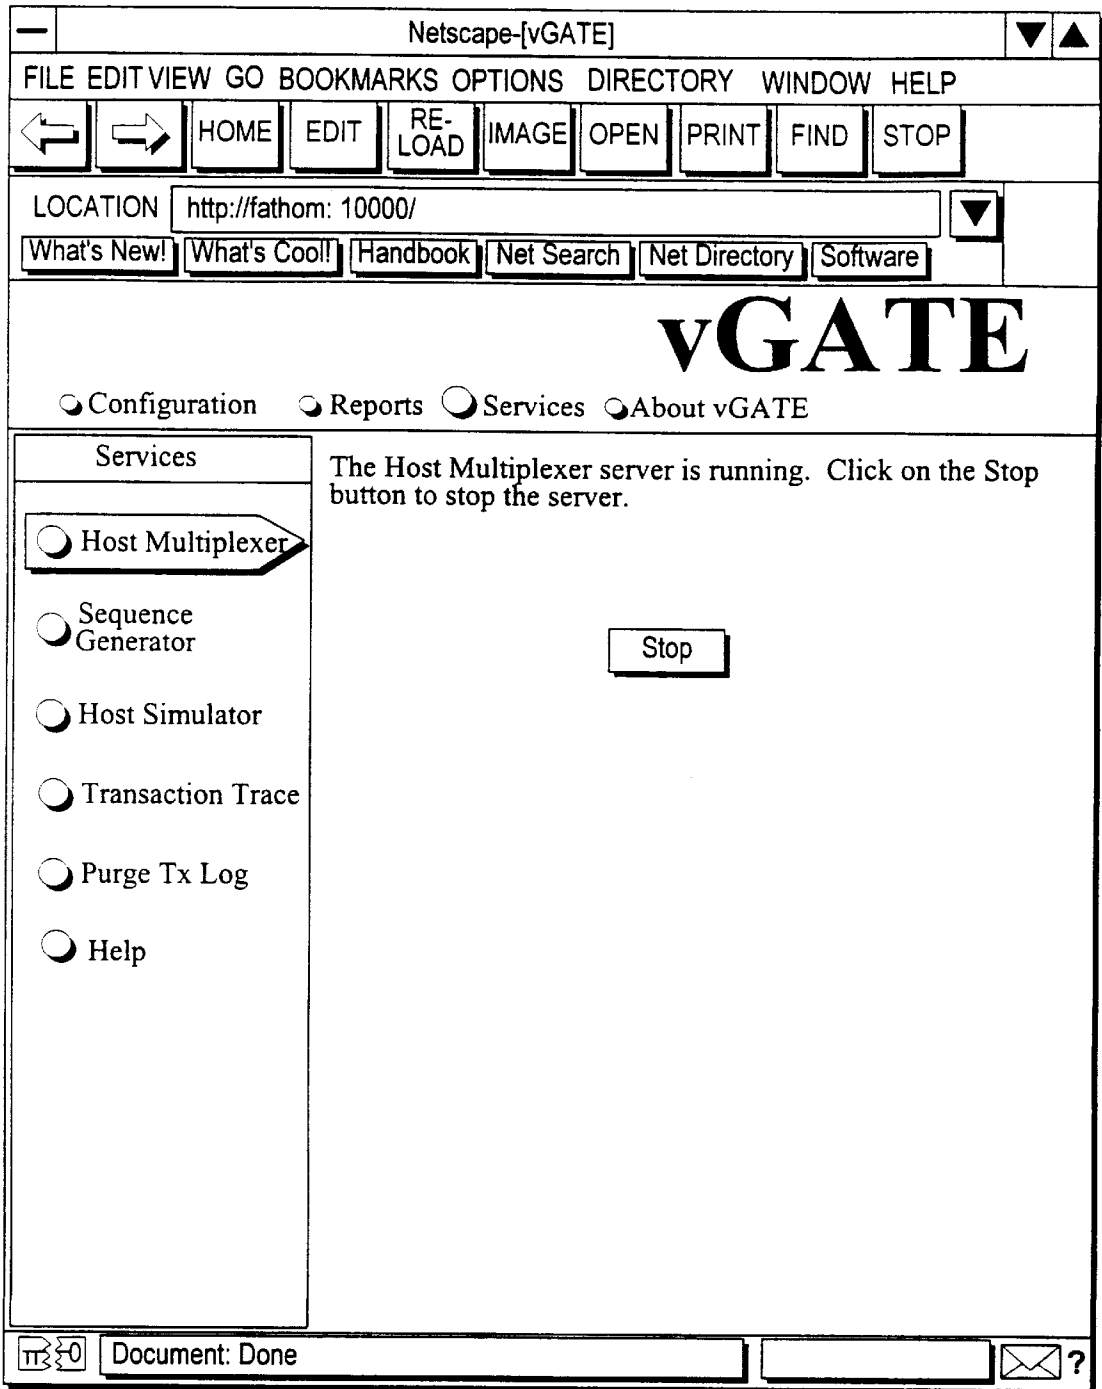 Netscape-[vGATE]
FILE EDIT VIEW GO BOOKMARKS OPTIONS DIRECTORY WINDOW HELP
HOME EDIT RE-
LOAD IMAGE OPEN PRINT FIND STOP
LOCATION http://fathom: 10000/
What's New! What's Cool! Handbook Net Search Net Directory Software
vGATE
Configuration Reports Services About vGATE
Services
The Host Multiplexer server is running. Click on the Stop
button to stop the server.
Host Multiplexer
Sequence
Generator
Stop
Host Simulator
Transaction Trace
Purge Tx Log
Help
Document: Done
?